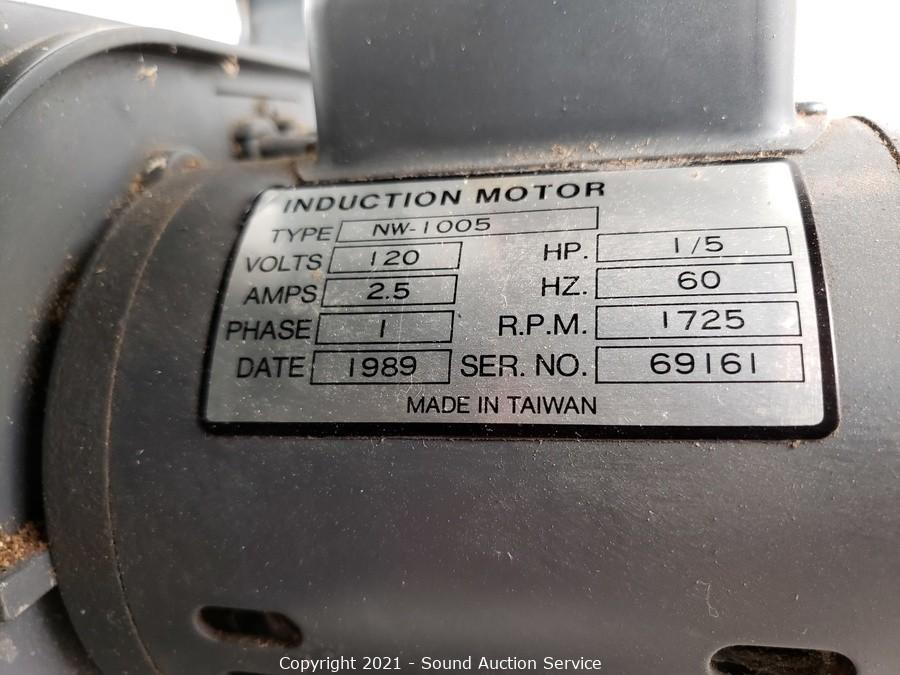 INDUCTION MOTOR
TYPE NW-1005
VOLTS 120 HP. 1/5
AMPS 2.5 HZ. 60
PHASE 1 R.P.M. 1725
DATE 1989 SER. NO. 69161
MADE IN TAIWAN
Copyright 2021 - Sound Auction Service